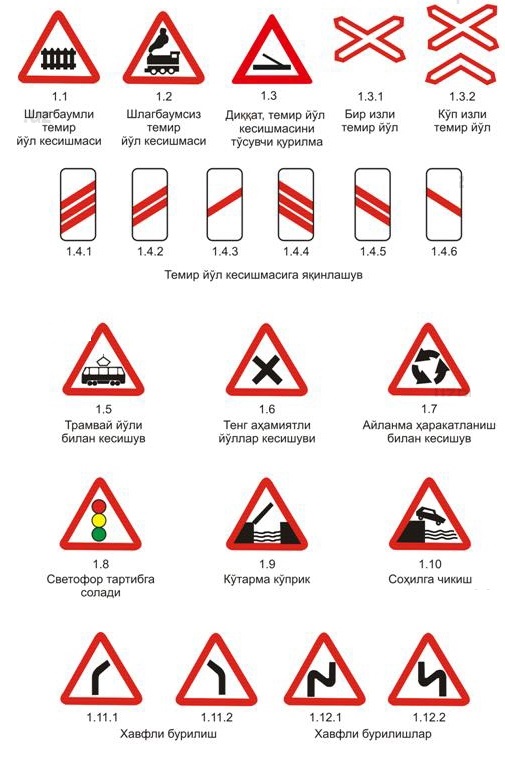 1.1 1.2 1.3 1.3.1 1.3.2
Шлагбаумли Шлагбаумсиз Диққат, темир йўл Бир изли Кўп изли
темир темир кесишмасини темир йўл темир йўл
йўл кесишмаси йўл кесишмаси тўсувчи қурилма
1.4.1 1.4.2 1.4.3 1.4.4 1.4.5 1.4.6
Темир йўл кесишмасига яқинлашув
1.5 1.6 1.7
Трамвай йўли Тенг аҳамиятли Айланма ҳаракатланиш
билан кесишув йўллар кесишуви билан кесишув
1.8 1.9 1.10
Светофор тартибга Кўтарма кўприк Соҳилга чикиш
солади
1.11.1 1.11.2 1.12.1 1.12.2
Хавфли бурилиш Хавфли бурилишлар